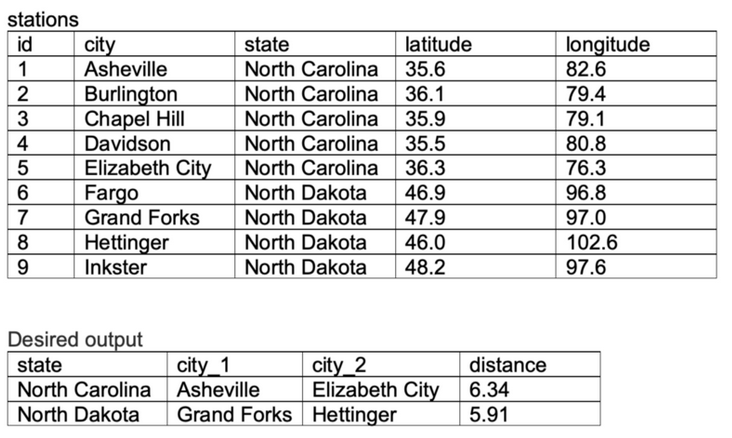 stations
id city state latitude longitude
1 Asheville North Carolina 35.6 82.6
2 Burlington North Carolina 36.1 79.4
3 Chapel Hill North Carolina 35.9 79.1
4 Davidson North Carolina 35.5 80.8
5 Elizabeth City North Carolina 36.3 76.3
6 Fargo North Dakota 46.9 96.8
7 Grand Forks North Dakota 47.9 97.0
8 Hettinger North Dakota 46.0 102.6
9 Inkster North Dakota 48.2 97.6
Desired output
state city_1 city_2 distance
North Carolina Asheville Elizabeth City 6.34
North Dakota Grand Forks Hettinger 5.91